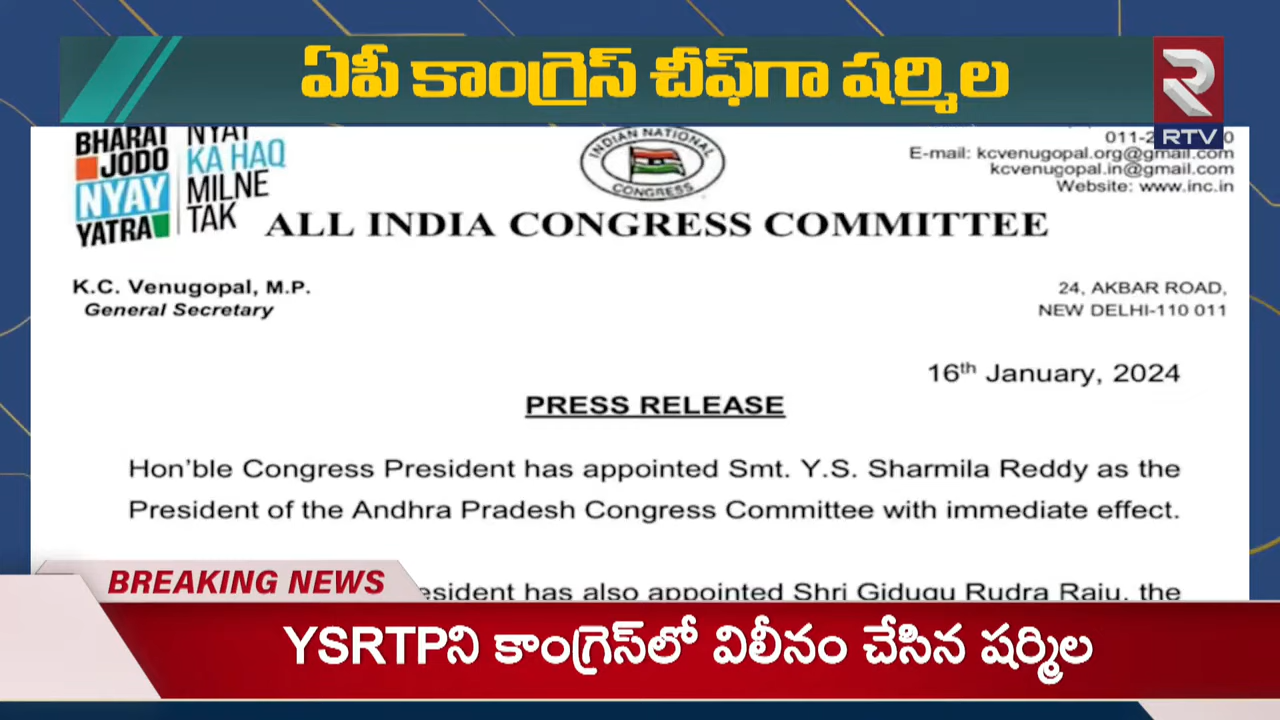 ఏపీ కాంగ్రెస్ చీఫ్‌గా షర్మిల
RTV
BHARAT
JODO
NYAY
YATRA
NYAY
KA HAQ
MILNE
TAK
INDIAN NATIONAL
CONGRESS
E-mail: kcvenugopal.org@gmail.com
kcvenugopal.in@gmail.com
Website: www.inc.in
ALL INDIA CONGRESS COMMITTEE
K.C. Venugopal, M.P.
General Secretary
24, AKBAR ROAD,
NEW DELHI-110 011
16th January, 2024
PRESS RELEASE
Hon'ble Congress President has appointed Smt. Y.S. Sharmila Reddy as the
President of the Andhra Pradesh Congress Committee with immediate effect.
has also appointed Shri Gidugu Rudra Raju, the
BREAKING NEWS
YSRTPని కాంగ్రెస్‌లో విలీనం చేసిన షర్మిల